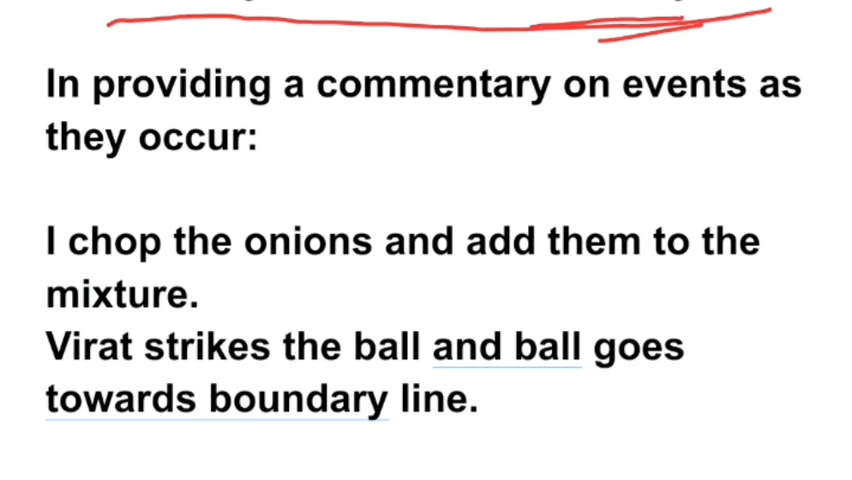 In providing a commentary on events as
they occur:
I chop the onions and add them to the
mixture.
Virat strikes the ball and ball goes
towards boundary line.